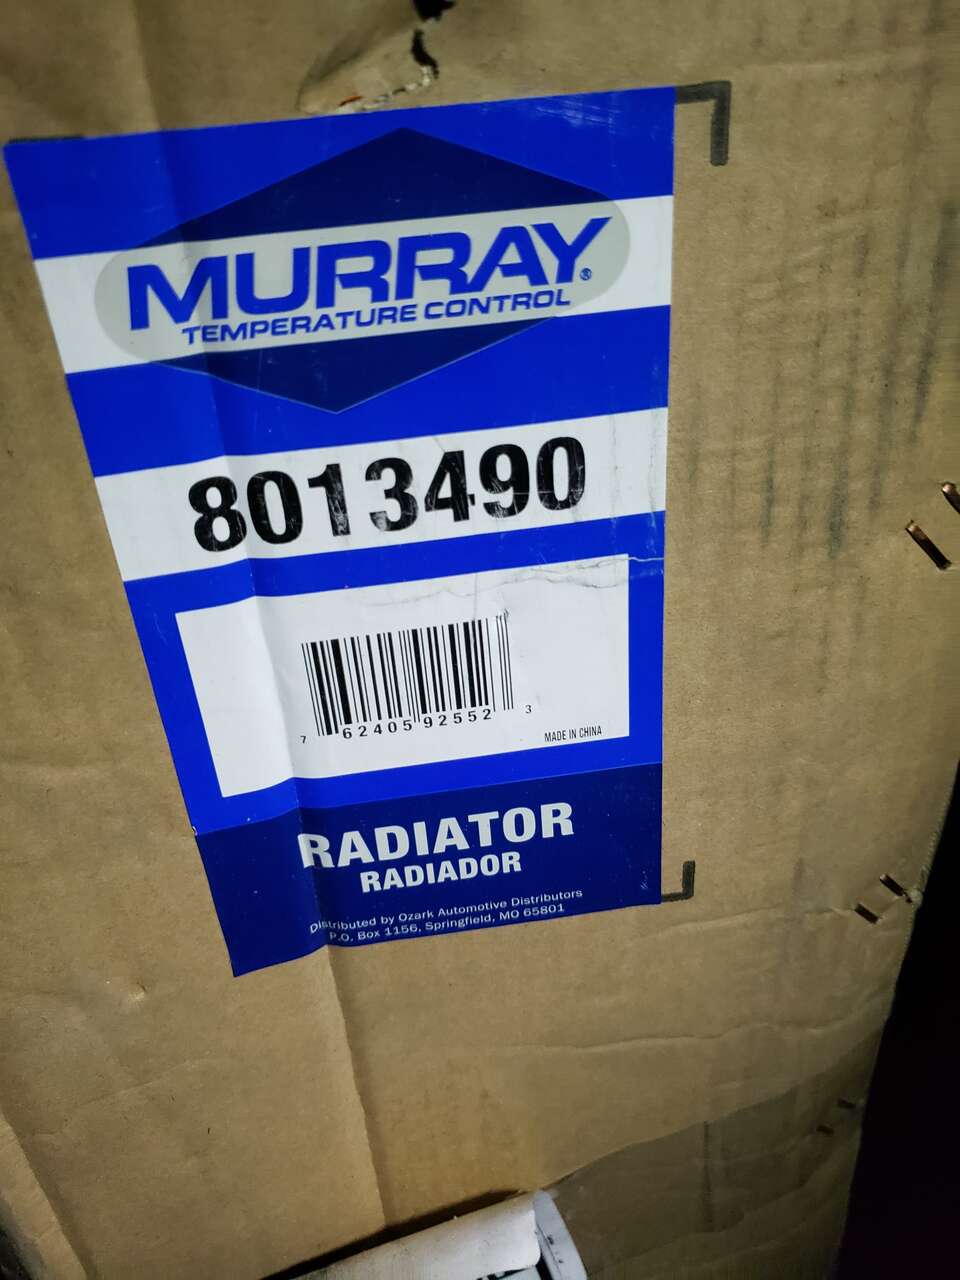 MURRAY®
TEMPERATURE CONTROL
8013490
7 62405 92552 3
MADE IN CHINA
RADIATOR
RADIADOR
Distributed by Ozark Automotive Distributors
P.O. Box 1156, Springfield, MO 65801